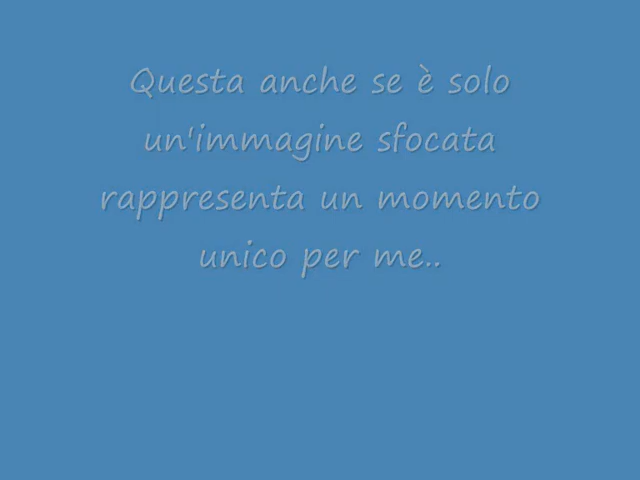 Questa anche se è solo
un'immagine sfocata
rappresenta un momento
unico per me..